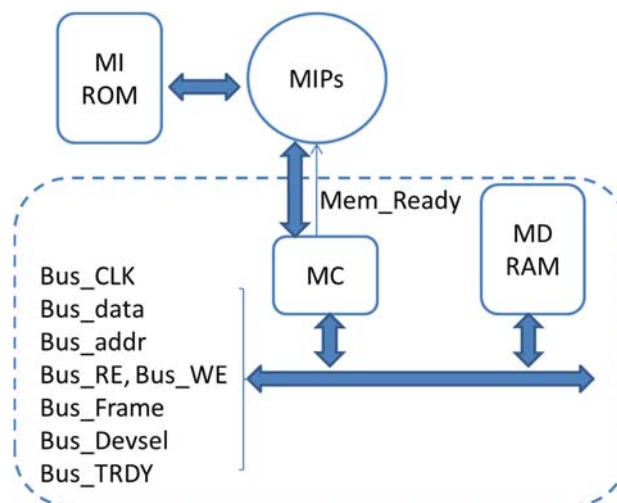 MI
ROM
MIPs
Mem_Ready
MC
MD
RAM
Bus_CLK
Bus_data
Bus_addr
Bus_RE, Bus_WE
Bus_Frame
Bus_Devsel
Bus_TRDY